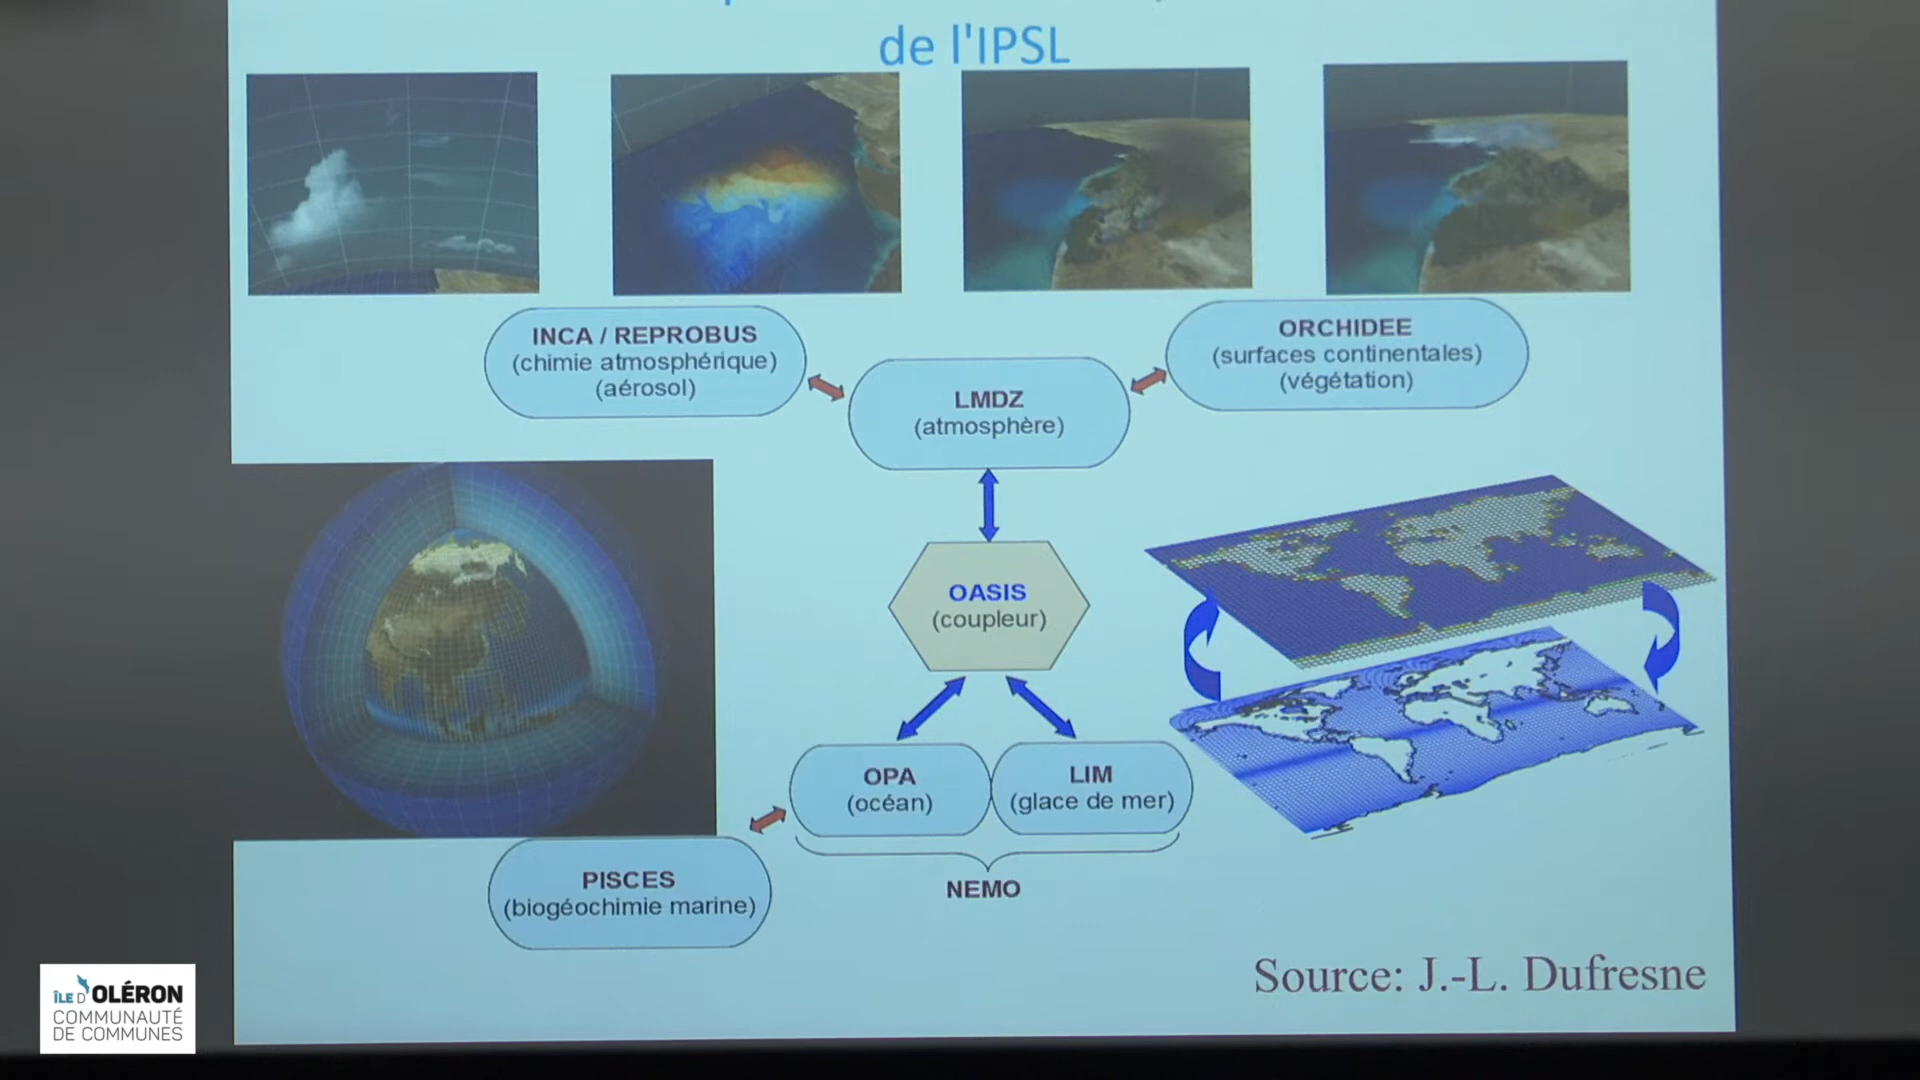 de l'IPSL
INCA / REPROBUS
(chimie atmosphérique)
(aérosol)
ORCHIDEE
(surfaces continentales)
(végétation)
LMDZ
(atmosphère)
OASIS
(coupleur)
OPA
(océan)
LIM
(glace de mer)
NEMO
PISCES
(biogéochimie marine)
Source: J.-L. Dufresne
ÎLE D'OLÉRON
COMMUNAUTÉ
DE COMMUNES